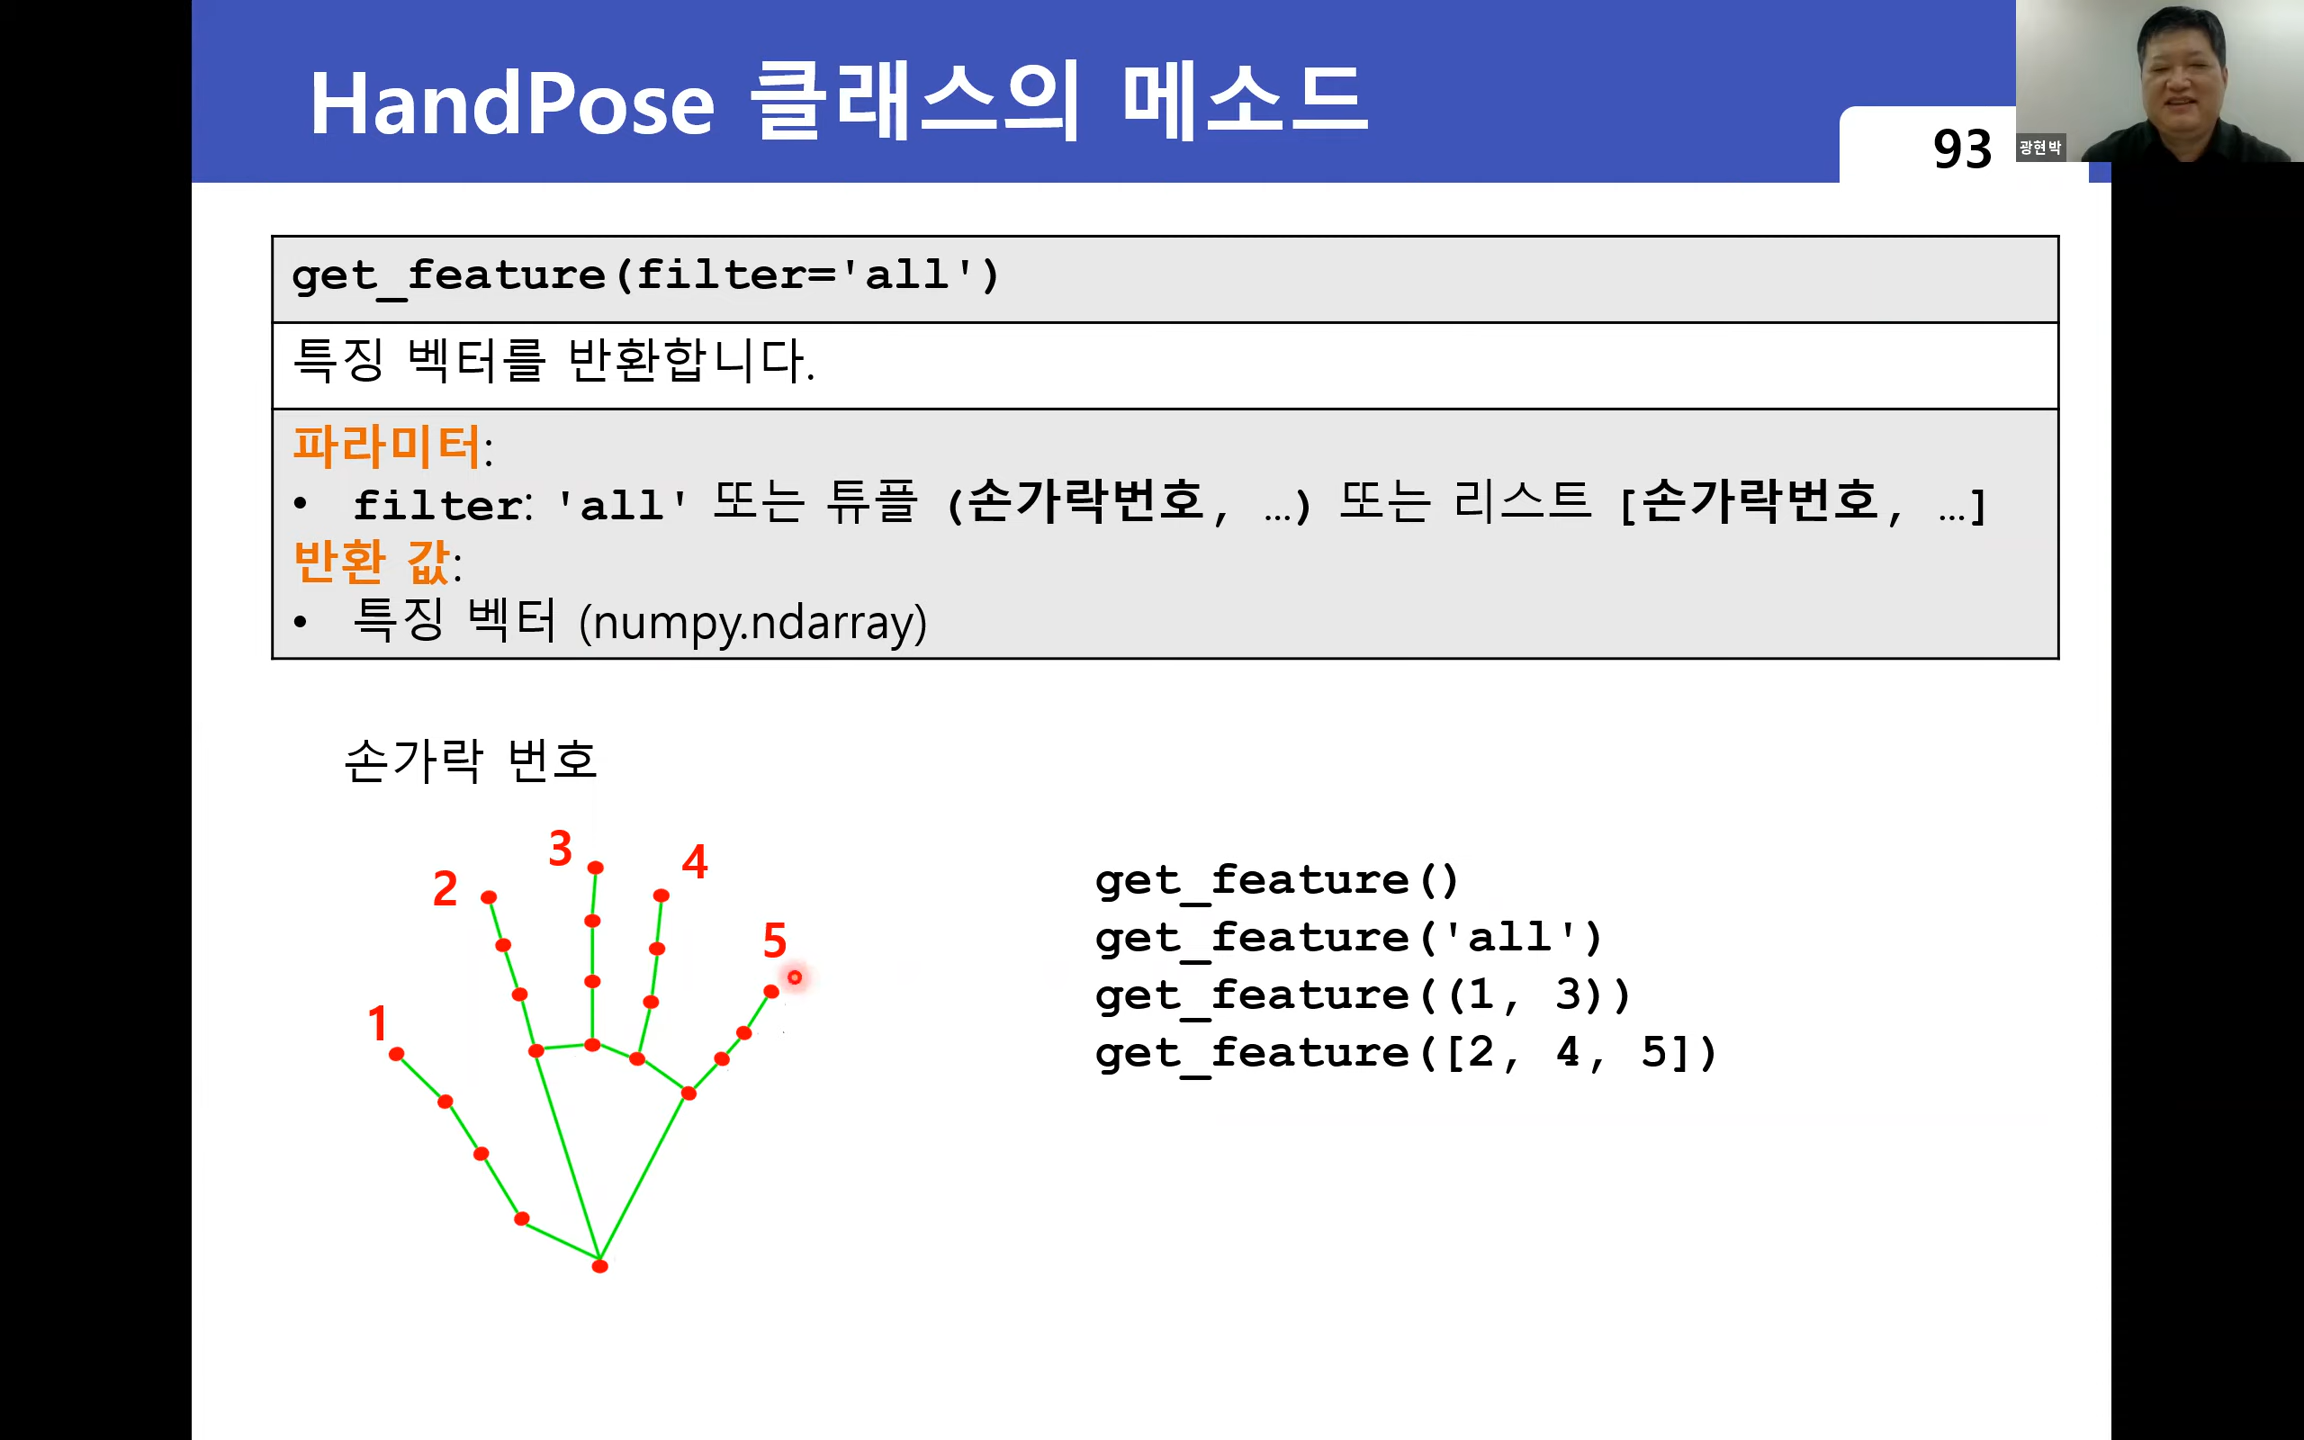 HandPose 클래스의 메소드
93
광현박
get_feature(filter='all')
특징 벡터를 반환합니다.
파라미터:
• filter: 'all' 또는 튜플 (손가락번호, …) 또는 리스트 [손가락번호, …]
반환 값:
• 특징 벡터 (numpy.ndarray)
손가락 번호
3
4
2
5
1
get_feature()
get_feature('all')
get_feature((1, 3))
get_feature([2, 4, 5])